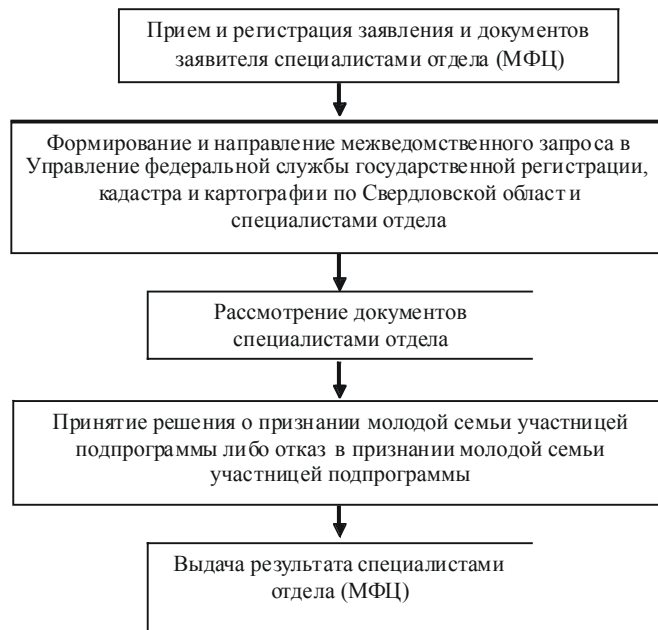 Прием и регистрация заявления и документов
заявителя специалистами отдела (МФЦ)
Формирование и направление межведомственного запроса в
Управление федеральной службы государственной регистрации,
кадастра и картографии по Свердловской област и
специалистами отдела
Рассмотрение документов
специалистами отдела
Принятие решения о признании молодой семьи участницей
подпрограммы либо отказ в признании молодой семьи
участницей подпрограммы
Выдача результата специалистами
отдела (МФЦ)